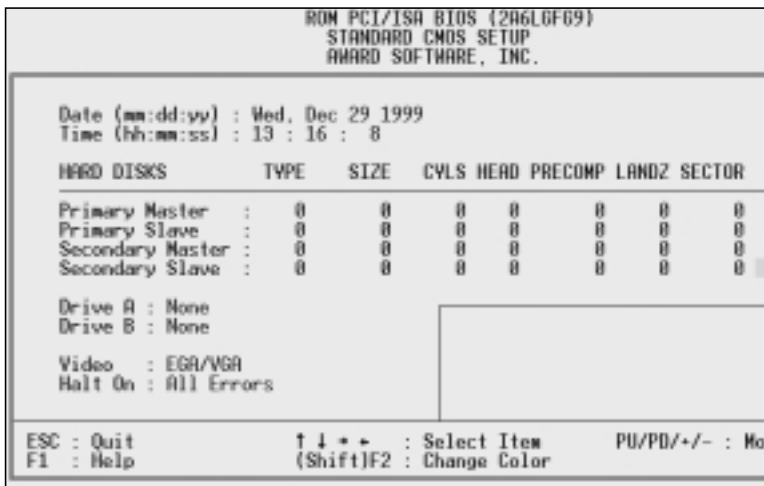 ROM PCI/ISA BIOS (2A6LGFG9)
STANDARD CMOS SETUP
AWARD SOFTWARE, INC.
Date (mm:dd:yy) : Wed, Dec 29 1999
Time (hh:mm:ss) : 13 : 16 : 8
HARD DISKS TYPE SIZE CYLS HEAD PRECOMP LANDZ SECTOR
Primary Master : 0 0 0 0 0 0 0
Primary Slave : 0 0 0 0 0 0 0
Secondary Master : 0 0 0 0 0 0 0
Secondary Slave : 0 0 0 0 0 0 0
Drive A : None
Drive B : None
Video : EGA/VGA
Halt On : All Errors
ESC : Quit ↑ ↓ → ← : Select Item PU/PD/+/- : Mo
F1 : Help (Shift)F2 : Change Color